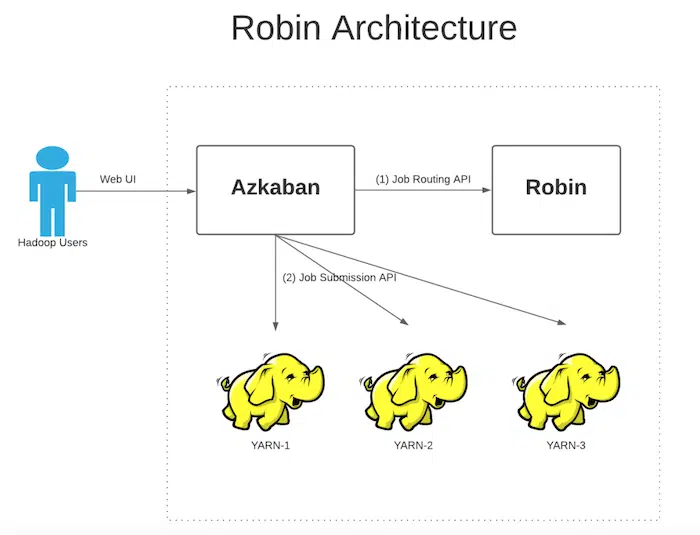 Robin Architecture
Web UI
Hadoop Users
Azkaban
(1) Job Routing API
Robin
(2) Job Submission API
YARN-1
YARN-2
YARN-3